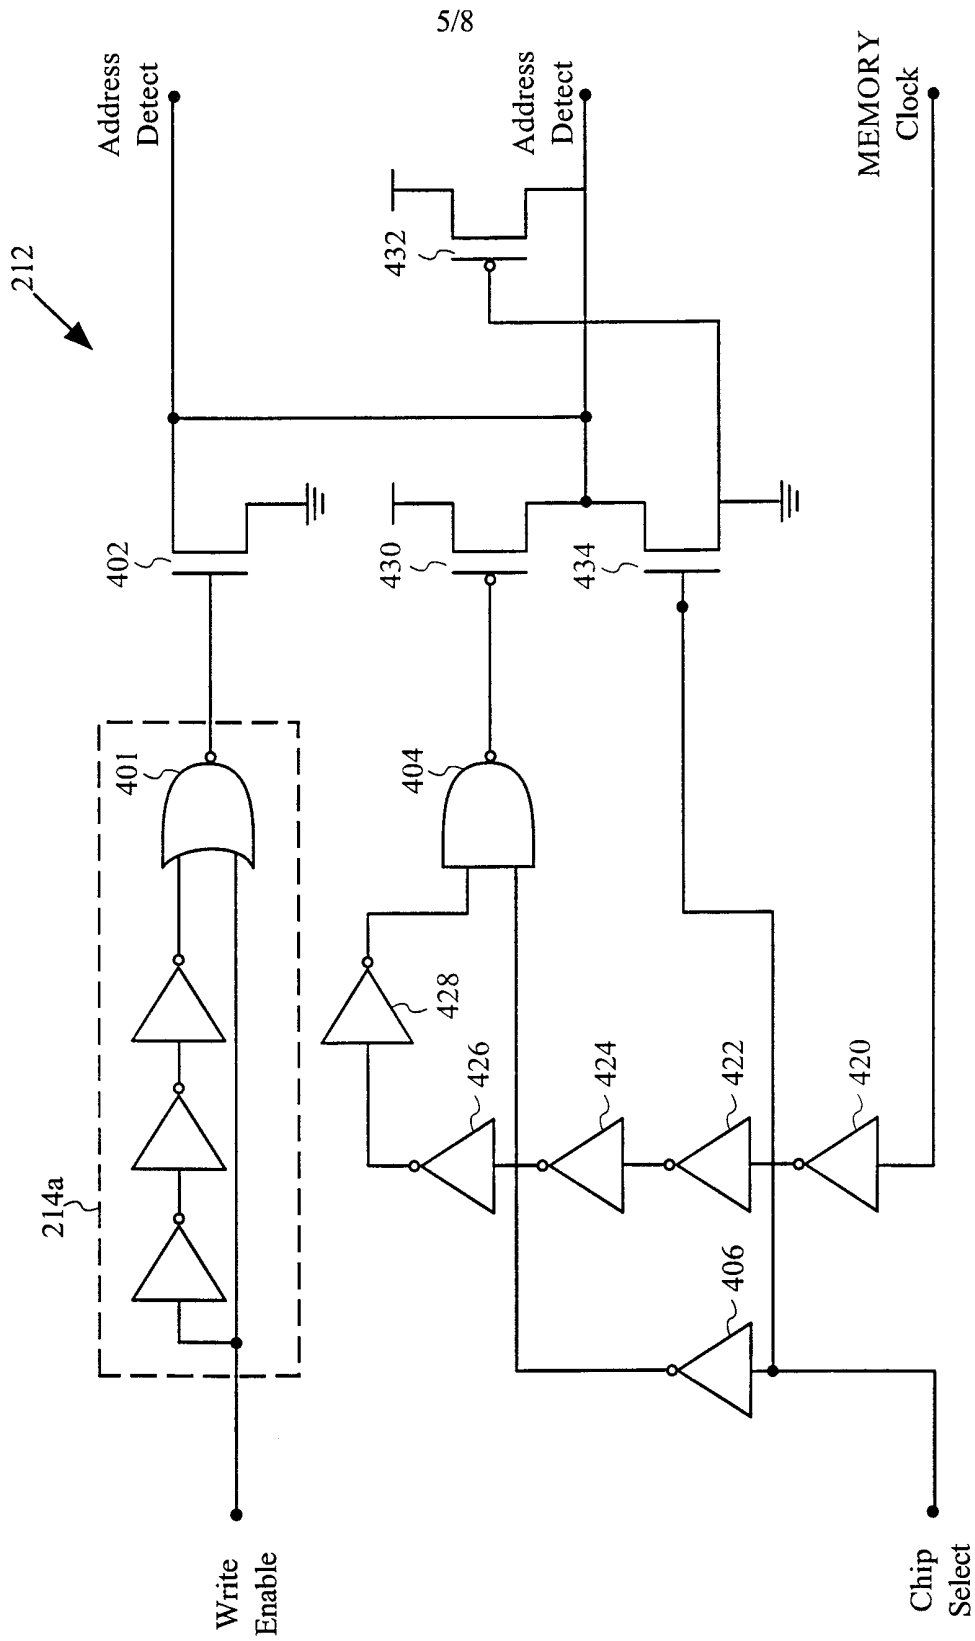 5/8
212
Address
Detect
Address
Detect
MEMORY
Clock
432
402
430
434
401
404
214a
428
426
424
422
420
406
Write
Enable
Chip
Select